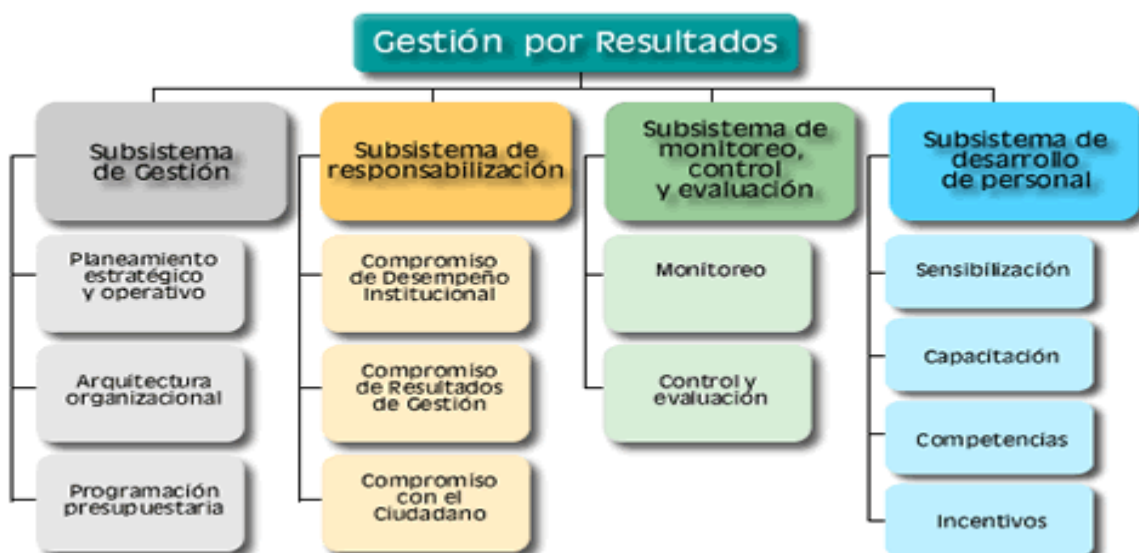 Gestión por Resultados
Subsistema
de Gestión
Planeamiento
estratégico
y operativo
Arquitectura
organizacional
Programación
presupuestaria
Subsistema de
responsabilización
Compromiso
de Desempeño
Institucional
Compromiso
de Resultados
de Gestión
Compromiso
con el
Ciudadano
Subsistema de
monitoreo,
control
y evaluación
Monitoreo
Control y
evaluación
Subsistema de
desarrollo
de personal
Sensibilización
Capacitación
Competencias
Incentivos